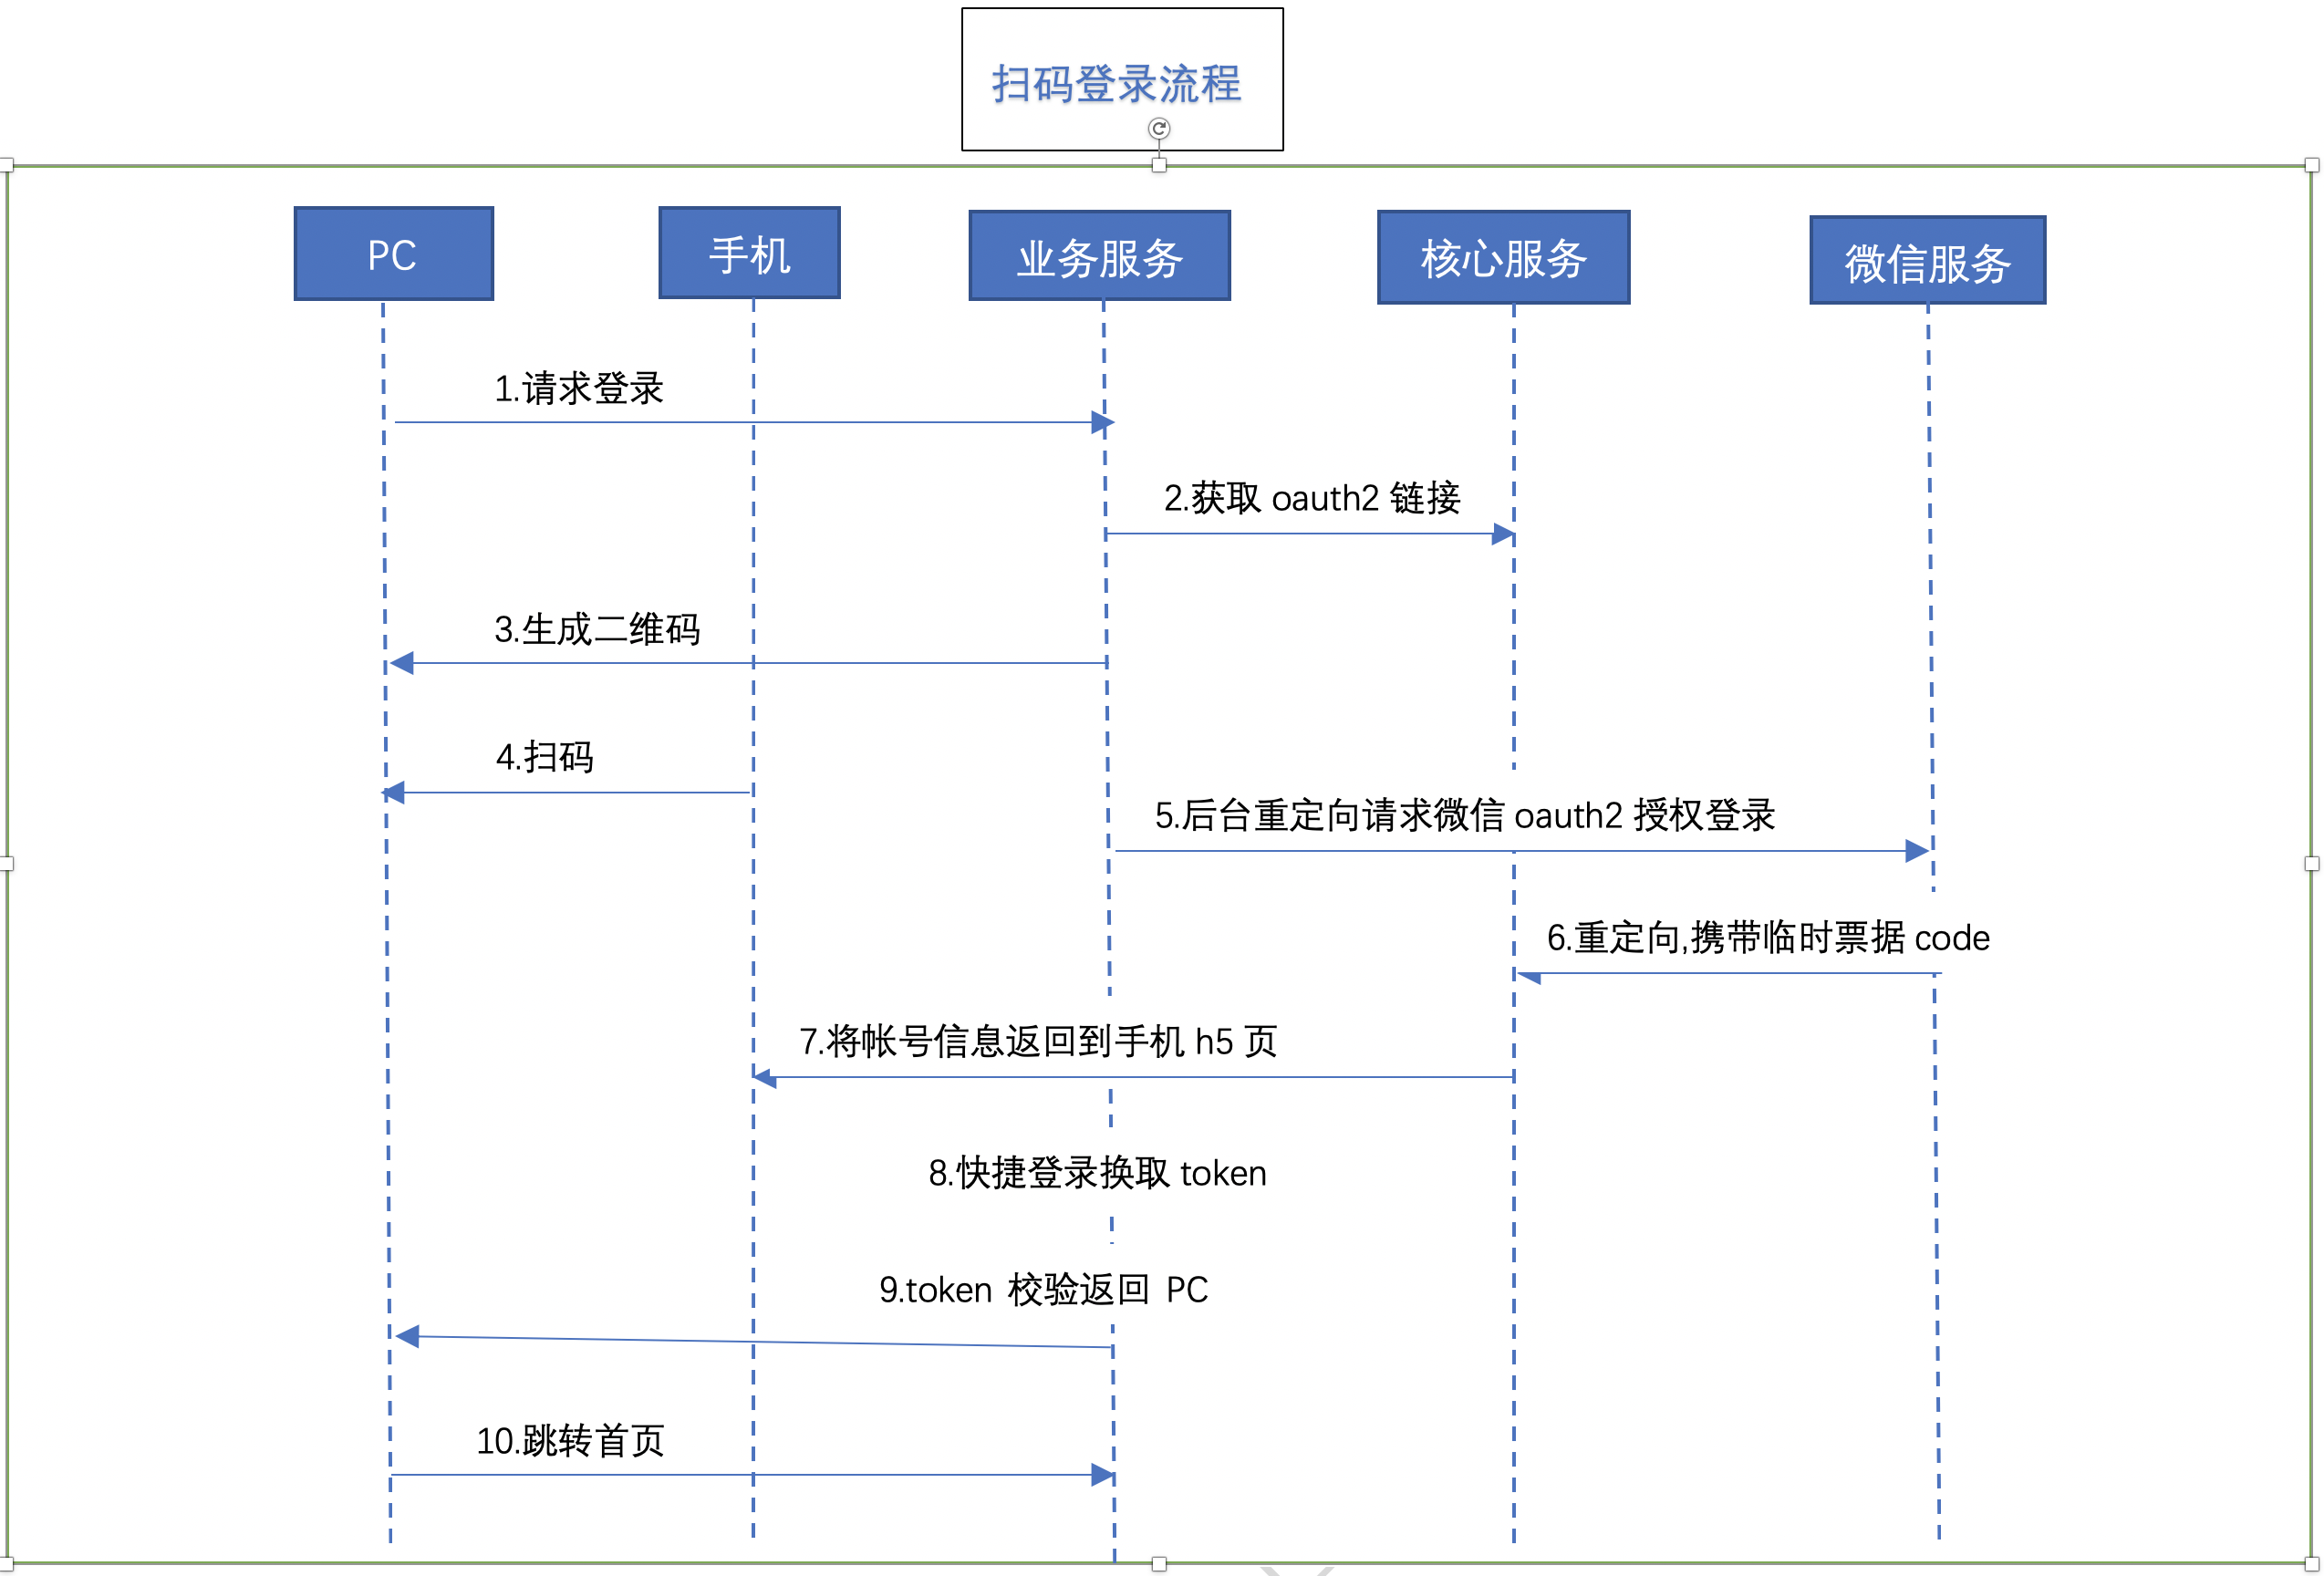 扫码登录流程
PC
手机
业务服务
核心服务
微信服务
1.请求登录
2.获取 oauth2 链接
3.生成二维码
4.扫码
5.后台重定向请求微信 oauth2 授权登录
6.重定向,携带临时票据 code
7.将帐号信息返回到手机 h5 页
8.快捷登录换取 token
9.token 校验返回 PC
10.跳转首页